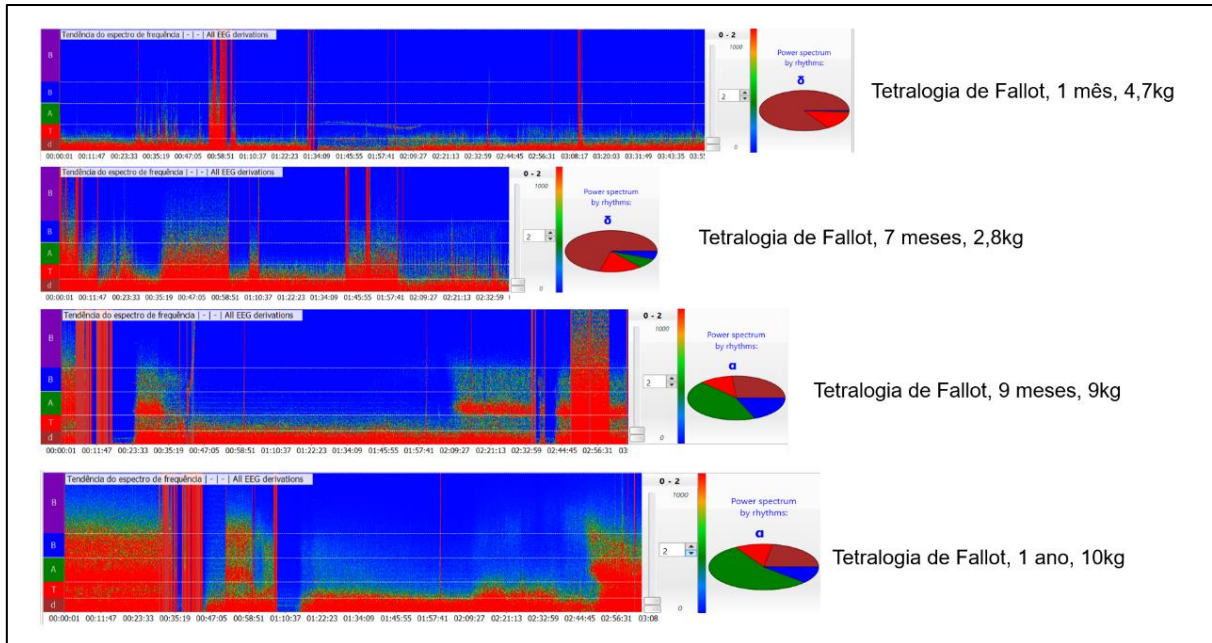 Tendência do espectro de frequência | - | - | All EEG derivations
0 - 2
1000
2
0
Power spectrum
by rhythms:
δ
B
B
A
T
d
00:00:01 00:11:47 00:23:33 00:35:19 00:47:05 00:58:51 01:10:37 01:22:23 01:34:09 01:45:55 01:57:41 02:09:27 02:21:13 02:32:59 02:44:45 02:56:31 03:08:17 03:20:03 03:31:49 03:43:35 03:55
Tetralogia de Fallot, 1 mês, 4,7kg
Tendência do espectro de frequência | - | - | All EEG derivations
0 - 2
1000
2
0
Power spectrum
by rhythms:
δ
B
B
A
T
d
00:00:01 00:11:47 00:23:33 00:35:19 00:47:05 00:58:51 01:10:37 01:22:23 01:34:09 01:45:55 01:57:41 02:09:27 02:21:13 02:32:59
Tetralogia de Fallot, 7 meses, 2,8kg
Tendência do espectro de frequência | - | - | All EEG derivations
0 - 2
1000
2
0
Power spectrum
by rhythms:
α
B
B
A
T
d
00:00:01 00:11:47 00:23:33 00:35:19 00:47:05 00:58:51 01:10:37 01:22:23 01:34:09 01:45:55 01:57:41 02:09:27 02:21:13 02:32:59 02:44:45 02:56:31 03
Tetralogia de Fallot, 9 meses, 9kg
Tendência do espectro de frequência | - | - | All EEG derivations
0 - 2
1000
2
0
Power spectrum
by rhythms:
α
B
B
A
T
d
00:00:01 00:11:47 00:23:33 00:35:19 00:47:05 00:58:51 01:10:37 01:22:23 01:34:09 01:45:55 01:57:41 02:09:27 02:21:13 02:32:59 02:44:45 02:56:31 03:08
Tetralogia de Fallot, 1 ano, 10kg